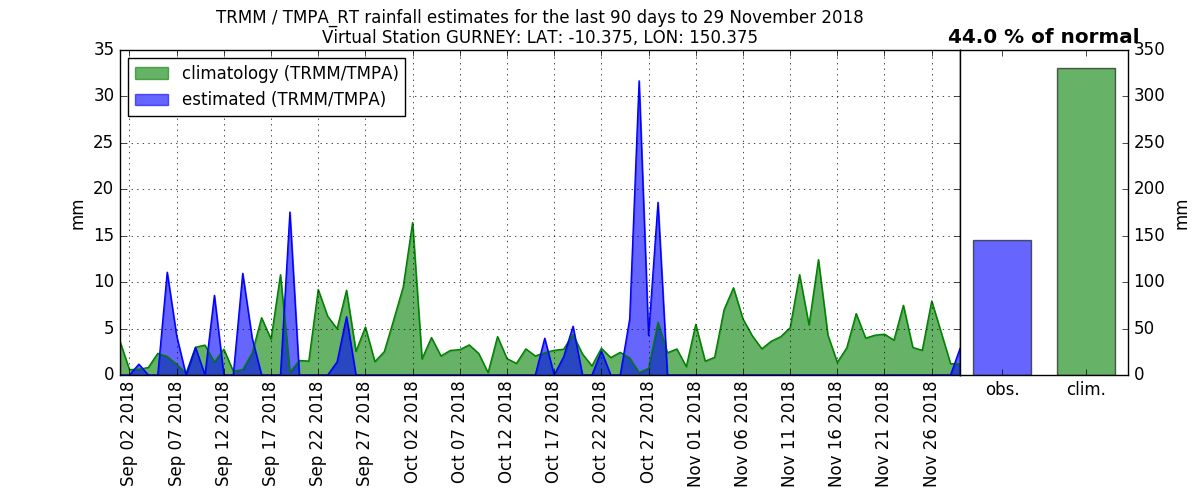 TRMM / TMPA_RT rainfall estimates for the last 90 days to 29 November 2018
Virtual Station GURNEY: LAT: -10.375, LON: 150.375
44.0 % of normal
climatology (TRMM/TMPA)
estimated (TRMM/TMPA)
35
30
25
20
15
10
5
0
mm
Sep 02 2018
Sep 07 2018
Sep 12 2018
Sep 17 2018
Sep 22 2018
Sep 27 2018
Oct 02 2018
Oct 07 2018
Oct 12 2018
Oct 17 2018
Oct 22 2018
Oct 27 2018
Nov 01 2018
Nov 06 2018
Nov 11 2018
Nov 16 2018
Nov 21 2018
Nov 26 2018
obs.
clim.
350
300
250
200
150
100
50
0
mm